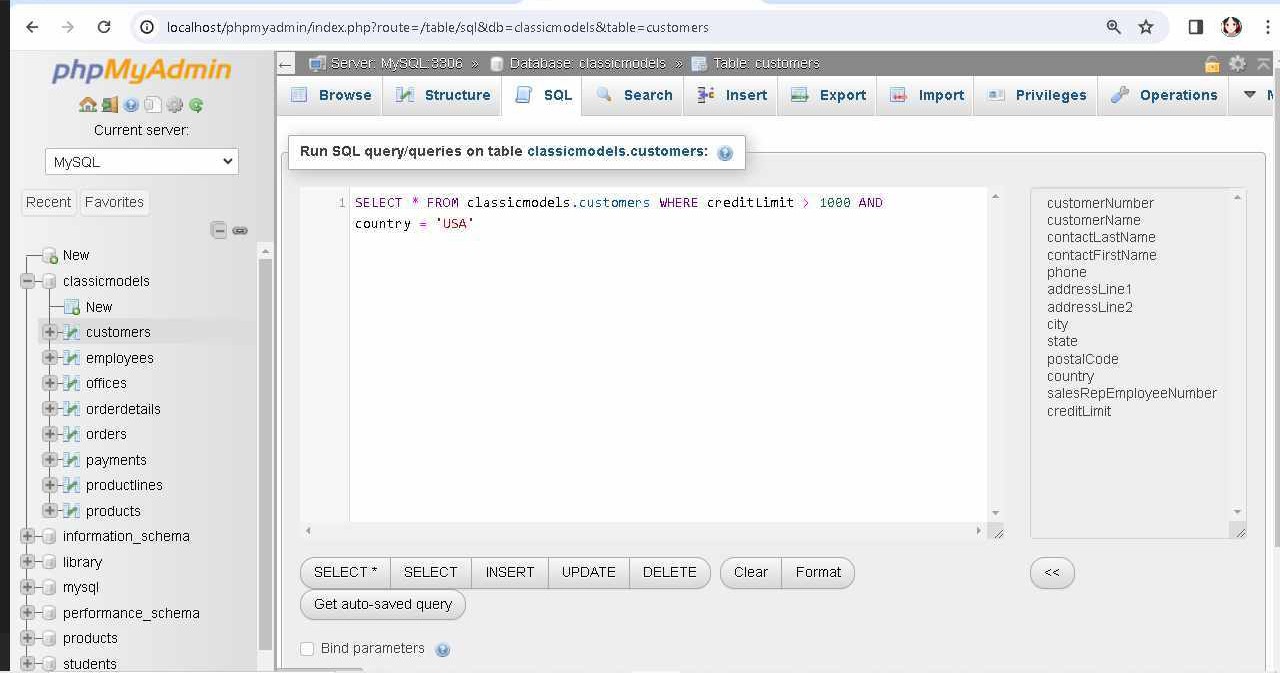 localhost/phpmyadmin/index.php?route=/table/sql&db=classicmodels&table=customers
phpMyAdmin
Current server:
MySQL
Recent Favorites
New
classicmodels
New
customers
employees
offices
orderdetails
orders
payments
productlines
products
information_schema
library
mysql
performance_schema
products
students
Server: MySQL:3306 » Database: classicmodels » Table: customers
Browse Structure SQL Search Insert Export Import Privileges Operations
Run SQL query/queries on table classicmodels.customers:
1 SELECT * FROM classicmodels.customers WHERE creditLimit > 1000 AND
country = 'USA'
customerNumber
customerName
contactLastName
contactFirstName
phone
addressLine1
addressLine2
city
state
postalCode
country
salesRepEmployeeNumber
creditLimit
SELECT * SELECT INSERT UPDATE DELETE Clear Format <<
Get auto-saved query
Bind parameters